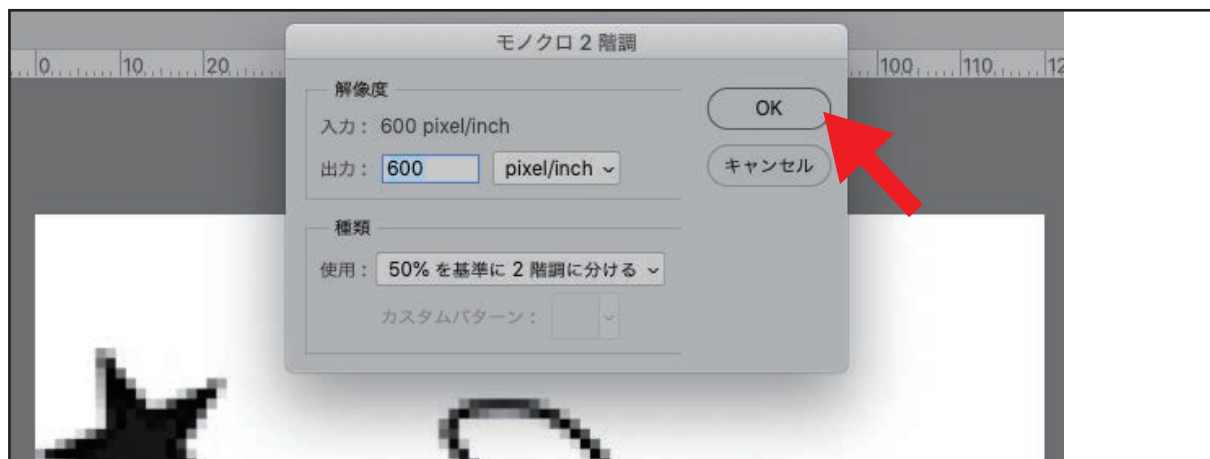 モノクロ 2 階調
0 10 20 100 110 12
解像度
入力： 600 pixel/inch
出力： 600 pixel/inch
OK
キャンセル
種類
使用： 50% を基準に 2 階調に分ける
カスタムパターン：